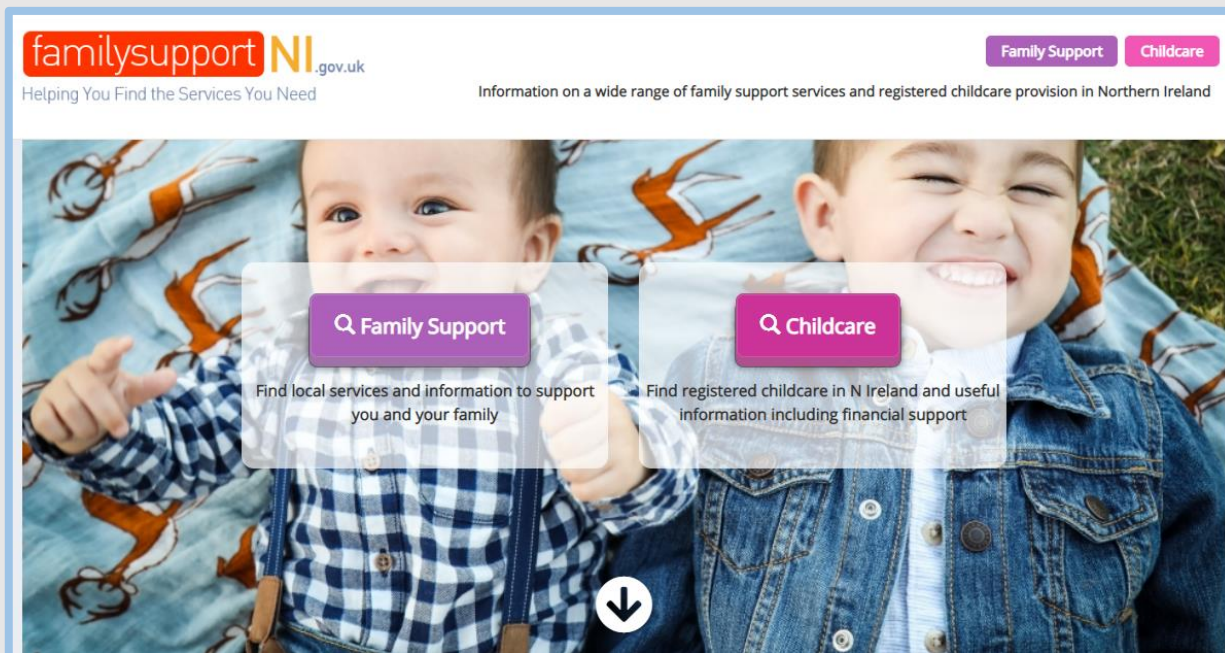 familysupport NI.gov.uk
Helping You Find the Services You Need
Family Support
Childcare
Information on a wide range of family support services and registered childcare provision in Northern Ireland
Family Support
Find local services and information to support
you and your family
Childcare
Find registered childcare in N Ireland and useful
information including financial support